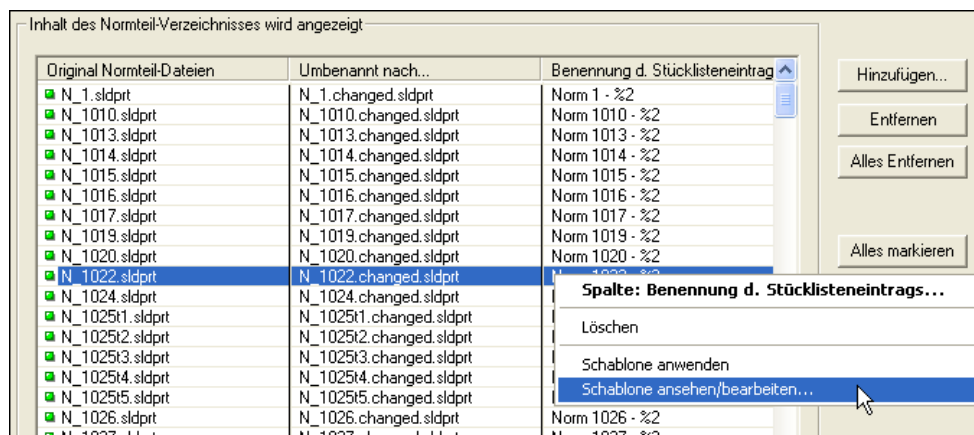 Inhalt des Normteil-Verzeichnisses wird angezeigt
Original Normteil-Dateien Umbenannt nach... Benennung d. Stücklisteneintrag
N_1.sldprt N_1.changed.sldprt Norm 1 - %2
N_1010.sldprt N_1010.changed.sldprt Norm 1010 - %2
N_1013.sldprt N_1013.changed.sldprt Norm 1013 - %2
N_1014.sldprt N_1014.changed.sldprt Norm 1014 - %2
N_1015.sldprt N_1015.changed.sldprt Norm 1015 - %2
N_1016.sldprt N_1016.changed.sldprt Norm 1016 - %2
N_1017.sldprt N_1017.changed.sldprt Norm 1017 - %2
N_1019.sldprt N_1019.changed.sldprt Norm 1019 - %2
N_1020.sldprt N_1020.changed.sldprt Norm 1020 - %2
N_1022.sldprt N_1022.changed.sldprt
N_1024.sldprt N_1024.changed.sldprt
N_1025t1.sldprt N_1025t1.changed.sldprt
N_1025t2.sldprt N_1025t2.changed.sldprt
N_1025t3.sldprt N_1025t3.changed.sldprt
N_1025t4.sldprt N_1025t4.changed.sldprt
N_1025t5.sldprt N_1025t5.changed.sldprt
N_1026.sldprt N_1026.changed.sldprt Norm 1026 - %2
Hinzufügen...
Entfernen
Alles Entfernen
Alles markieren
Spalte: Benennung d. Stücklisteneintrags...
Löschen
Schablone anwenden
Schablone ansehen/bearbeiten...